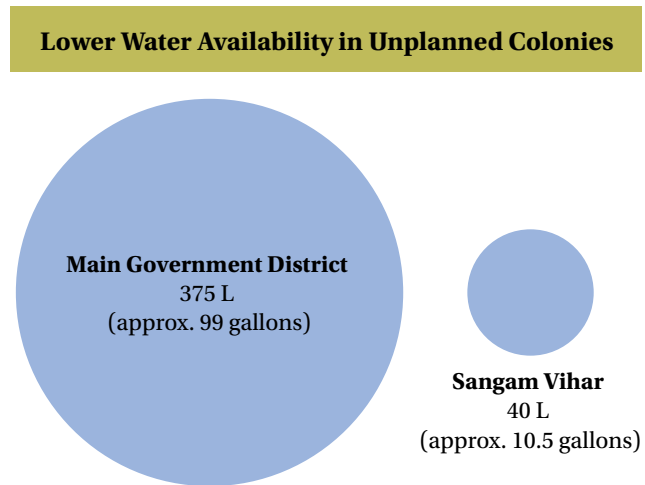 Lower Water Availability in Unplanned Colonies
Main Government District
375 L
(approx. 99 gallons)
Sangam Vihar
40 L
(approx. 10.5 gallons)